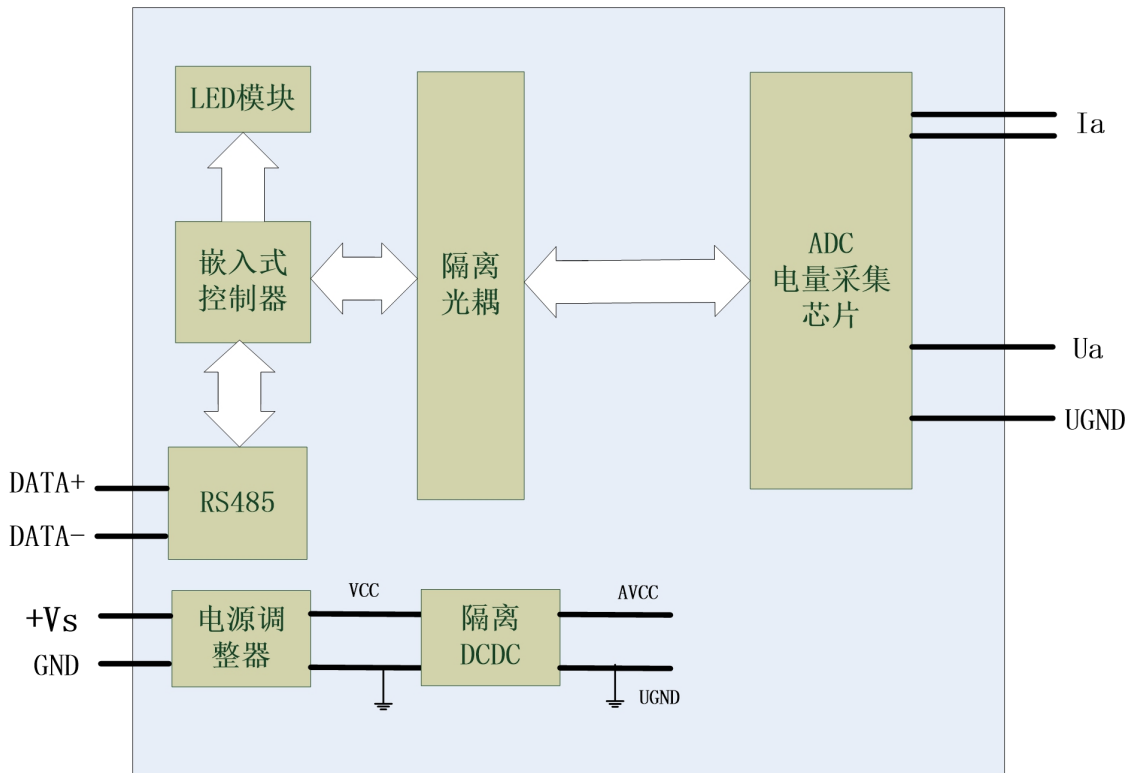 LED模块
嵌入式
控制器
隔离
光耦
ADC
电量采集
芯片
Ia
Ua
UGND
DATA+
DATA-
RS485
+Vs
GND
电源调
整器
VCC
隔离
DCDC
AVCC
UGND